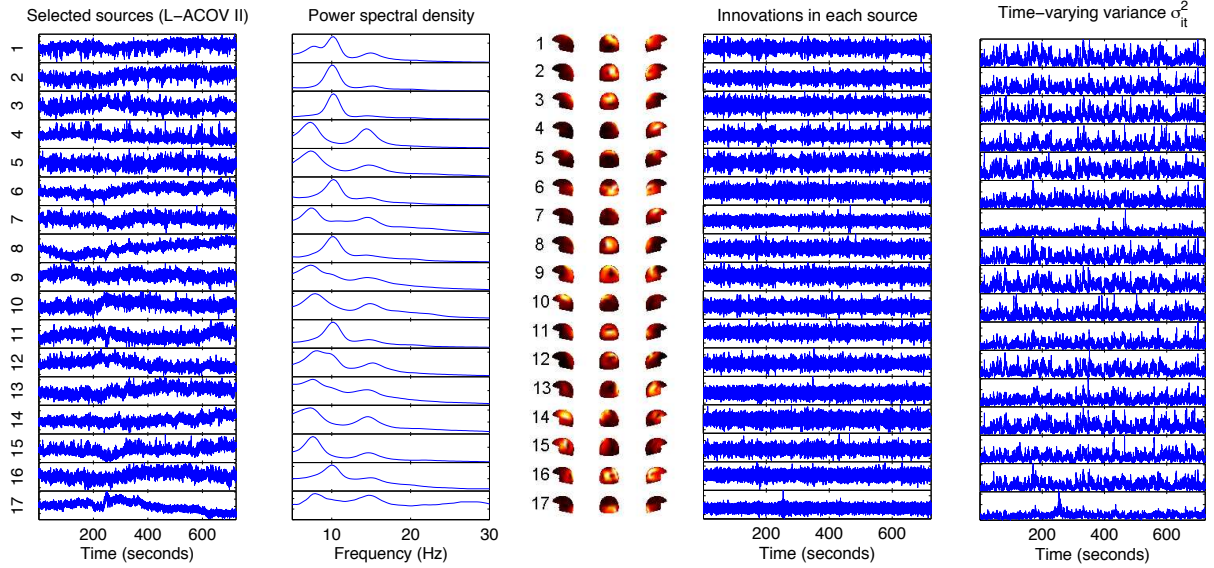 Selected sources (L−ACOV II)
1
2
3
4
5
6
7
8
9
10
11
12
13
14
15
16
17
200 400 600
Time (seconds)
Power spectral density
10 20 30
Frequency (Hz)
1
2
3
4
5
6
7
8
9
10
11
12
13
14
15
16
17
Innovations in each source
200 400 600
Time (seconds)
Time−varying variance σ²ᵢₜ
200 400 600
Time (seconds)